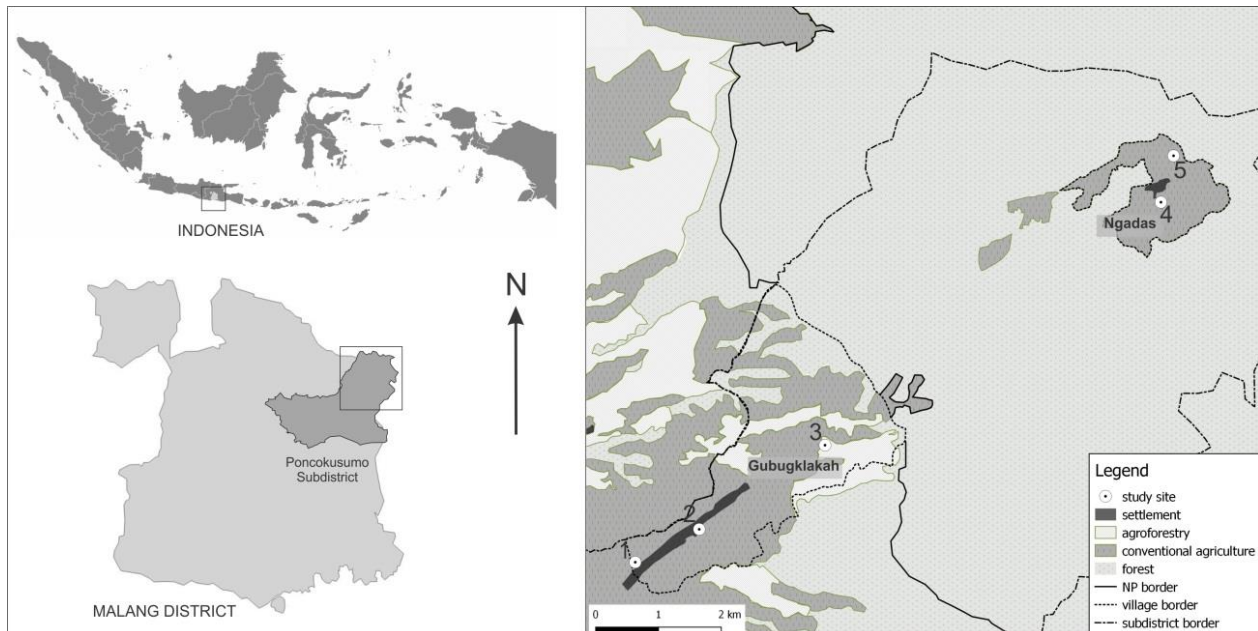 INDONESIA
N
Poncokusumo
Subdistrict
MALANG DISTRICT
5
4
Ngadas
3
Gubugklakah
2
1
Legend
study site
settlement
agroforestry
conventional agriculture
forest
NP border
village border
subdistrict border
0 1 2 km